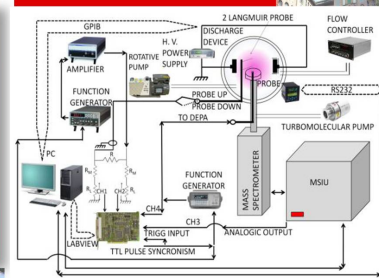 GPIB
2 LANGMUIR PROBE
DISCHARGE
DEVICE
FLOW
CONTROLLER
H. V.
POWER
SUPPLY
AMPLIFIER
ROTATIVE
PUMP
PROBE
RS232
FUNCTION
GENERATOR
PROBE UP
PROBE DOWN
TO DEPA
TURBOMOLECULAR PUMP
PC
R
CH1
CH2
CH4
FUNCTION
GENERATOR
MASS
SPECTROMETER
MSIU
CH3
LABVIEW
TRIGG INPUT
ANALOGIC OUTPUT
TTL PULSE SYNCRONISM